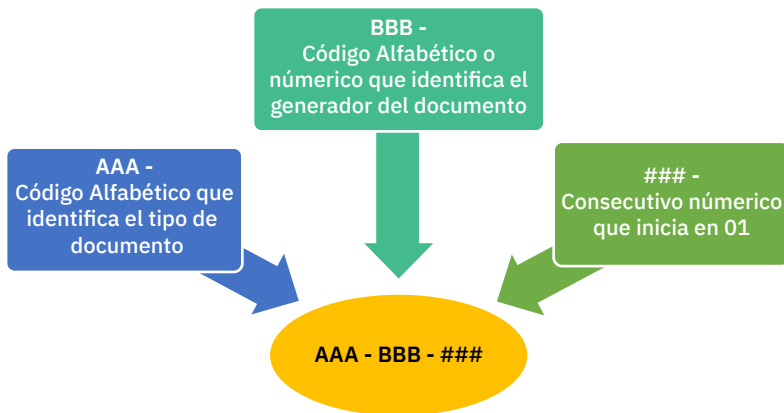 BBB -
Código Alfabético o
númerico que identifica el
generador del documento
AAA -
Código Alfabético que
identifica el tipo de
documento
### -
Consecutivo númerico
que inicia en 01
AAA - BBB - ###